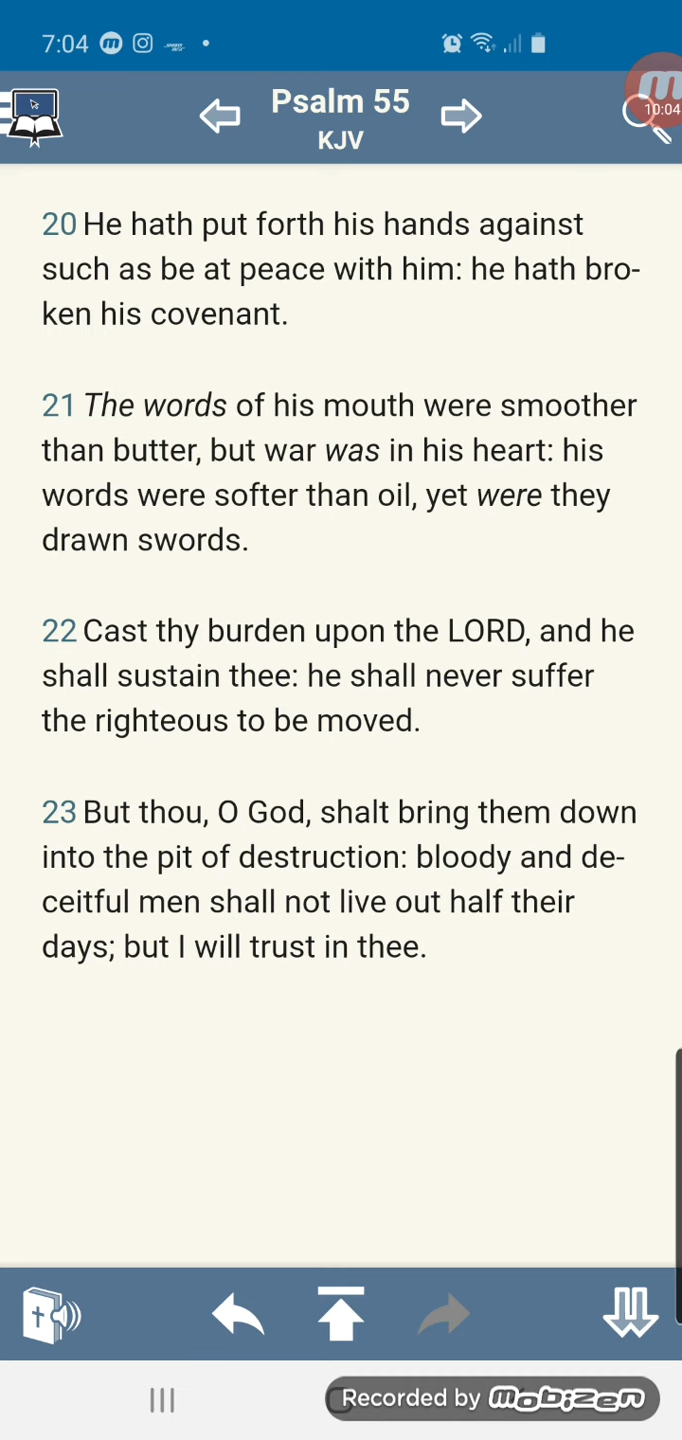 7:04
Psalm 55
KJV
10:04
20 He hath put forth his hands against
such as be at peace with him: he hath bro-
ken his covenant.
21 The words of his mouth were smoother
than butter, but war was in his heart: his
words were softer than oil, yet were they
drawn swords.
22 Cast thy burden upon the LORD, and he
shall sustain thee: he shall never suffer
the righteous to be moved.
23 But thou, O God, shalt bring them down
into the pit of destruction: bloody and de-
ceitful men shall not live out half their
days; but I will trust in thee.
Recorded by mobizen